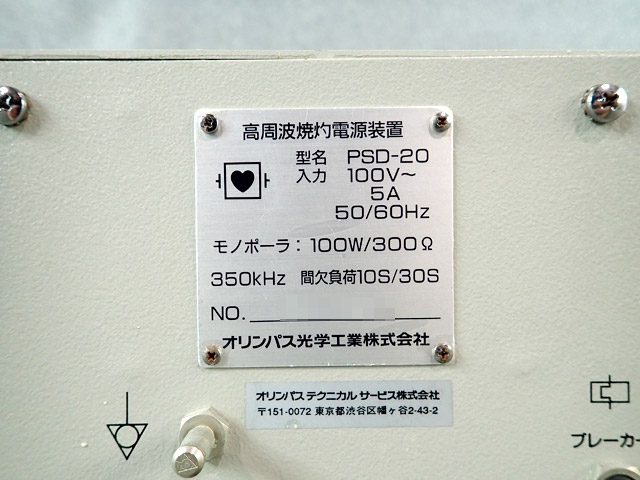 高周波焼灼電源装置
型名 PSD-20
入力 100V～
5A
50/60Hz
モノポーラ：100W/300Ω
350kHz 間欠負荷10S/30S
NO.
オリンパス光学工業株式会社
オリンパス テクニカル サービス株式会社
〒151-0072 東京都渋谷区幡ヶ谷2-43-2
ブレーカー